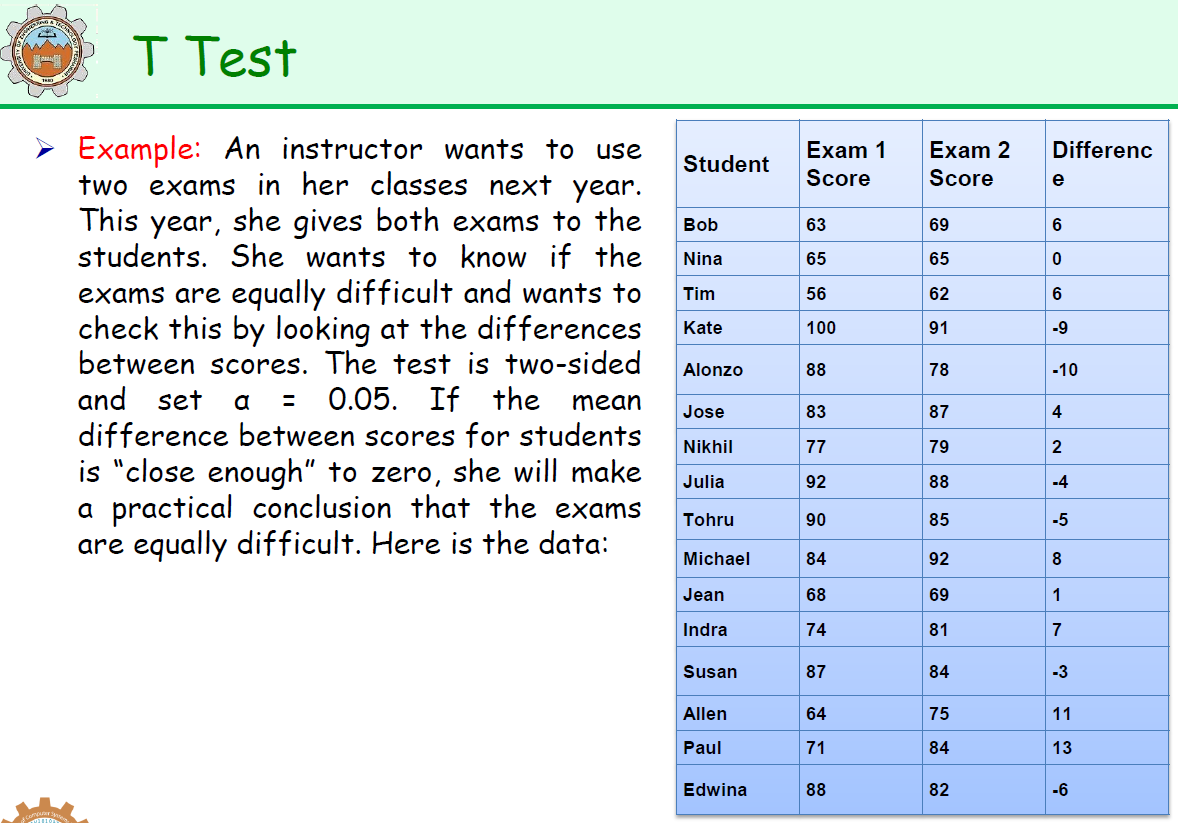 T Test
➢ Example: An instructor wants to use
two exams in her classes next year.
This year, she gives both exams to the
students. She wants to know if the
exams are equally difficult and wants to
check this by looking at the differences
between scores. The test is two-sided
and set α = 0.05. If the mean
difference between scores for students
is “close enough” to zero, she will make
a practical conclusion that the exams
are equally difficult. Here is the data:
Student Exam 1 Score Exam 2 Score Differenc e
Bob 63 69 6
Nina 65 65 0
Tim 56 62 6
Kate 100 91 -9
Alonzo 88 78 -10
Jose 83 87 4
Nikhil 77 79 2
Julia 92 88 -4
Tohru 90 85 -5
Michael 84 92 8
Jean 68 69 1
Indra 74 81 7
Susan 87 84 -3
Allen 64 75 11
Paul 71 84 13
Edwina 88 82 -6